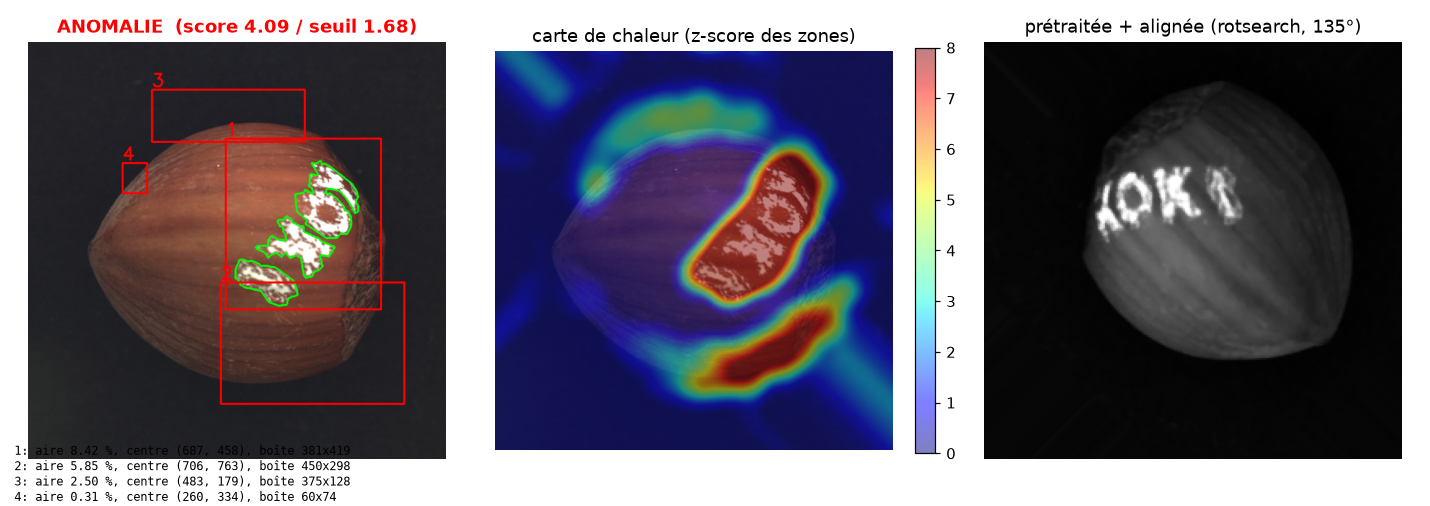 ANOMALIE (score 4.09 / seuil 1.68)
carte de chaleur (z-score des zones)
prétraitée + alignée (rotsearch, 135°)
3
1
4
2
8
7
6
5
4
3
2
1
0
1: aire 8.42 %, centre (687, 458), boîte 381x419
2: aire 5.85 %, centre (706, 763), boîte 450x298
3: aire 2.50 %, centre (483, 179), boîte 375x128
4: aire 0.31 %, centre (260, 334), boîte 60x74